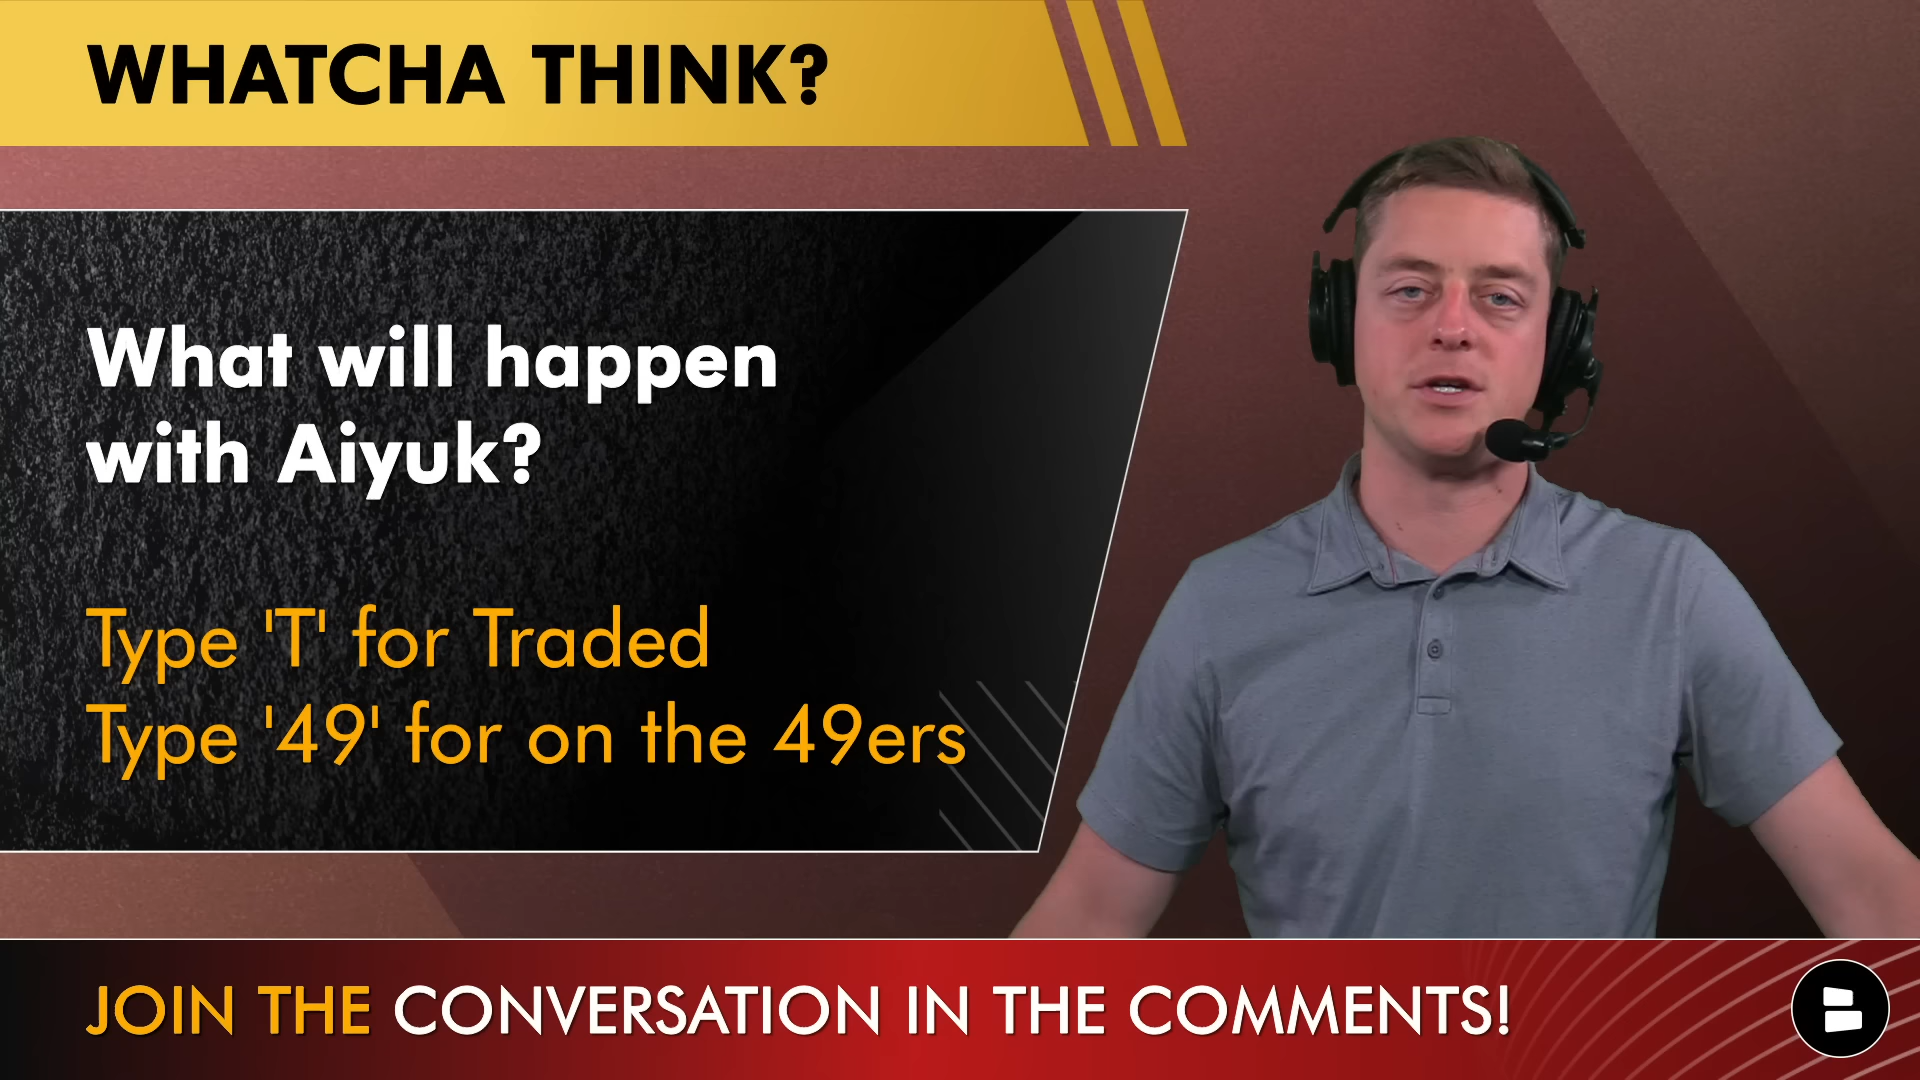 WHATCHA THINK?
What will happen
with Aiyuk?
Type 'T' for Traded
Type '49' for on the 49ers
JOIN THE CONVERSATION IN THE COMMENTS!